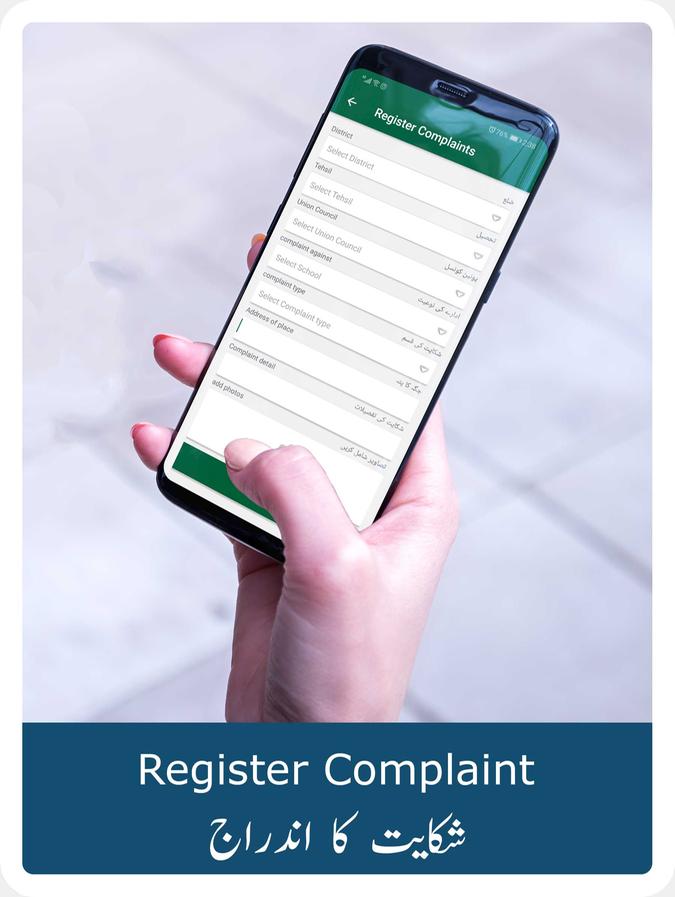 76% 2:38
Register Complaints
District
ضلع
Select District
Tehsil
تحصیل
Select Tehsil
Union Council
یونین کونسل
Select Union Council
complaint against
ادارے کی نوعیت
Select School
complaint type
شکایت کی قسم
Select Complaint type
Address of place
جگہ کا پتہ
Complaint detail
شکایت کی تفصیلات
add photos
تصاویر شامل کریں
Register Complaint
شکایت کا اندراج